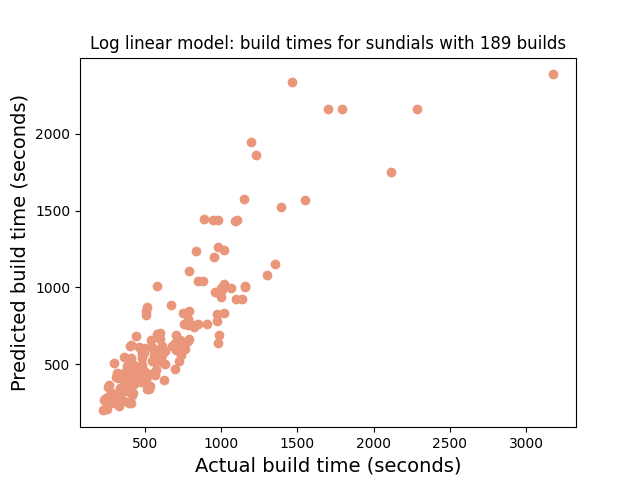 Log linear model: build times for sundials with 189 builds
Predicted build time (seconds)
2000
1500
1000
500
500 1000 1500 2000 2500 3000
Actual build time (seconds)